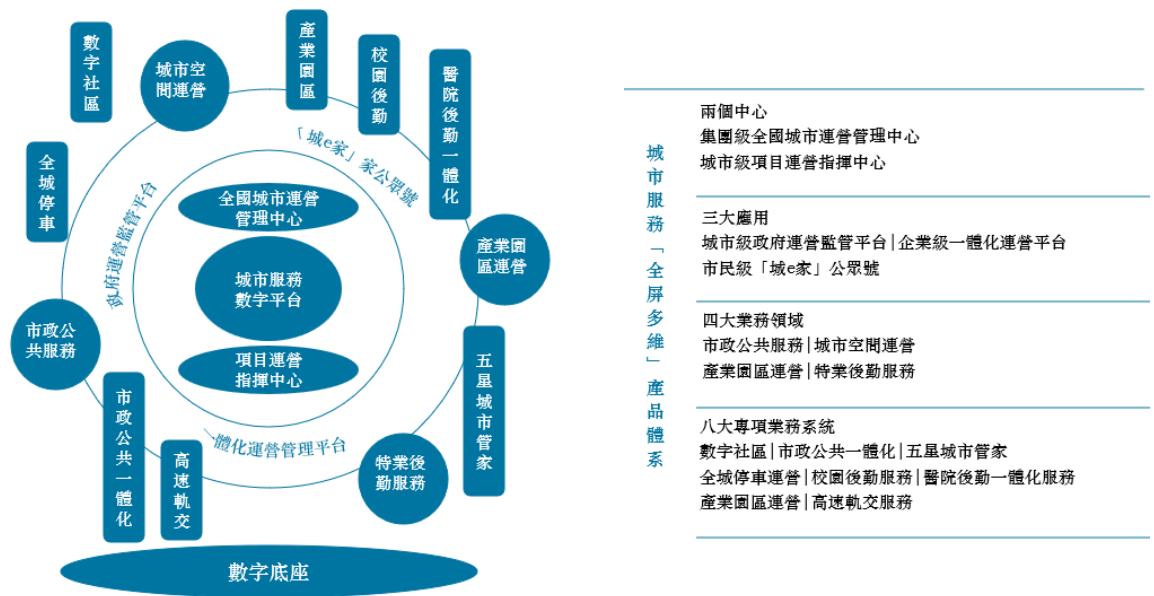 數字社區
城市空
間運營
產業園區
校園後勤
醫院後勤一體化
全城停車
「城e家」家公眾號
政府運營監管平台
全國城市運營
管理中心
城市服務
數字平台
項目運營
指揮中心
一體化運營管理平台
產業園
區運營
市政公
共服務
五星城市管家
市政公共一體化
高速軌交
特業後
勤服務
數字底座
城市服務「全屏多維」產品體系
兩個中心
集團級全國城市運營管理中心
城市級項目運營指揮中心
三大應用
城市級政府運營監管平台|企業級一體化運營平台
市民級「城e家」公眾號
四大業務領域
市政公共服務|城市空間運營
產業園區運營|特業後勤服務
八大專項業務系統
數字社區|市政公共一體化|五星城市管家
全城停車運營|校園後勤服務|醫院後勤一體化服務
產業園區運營|高速軌交服務